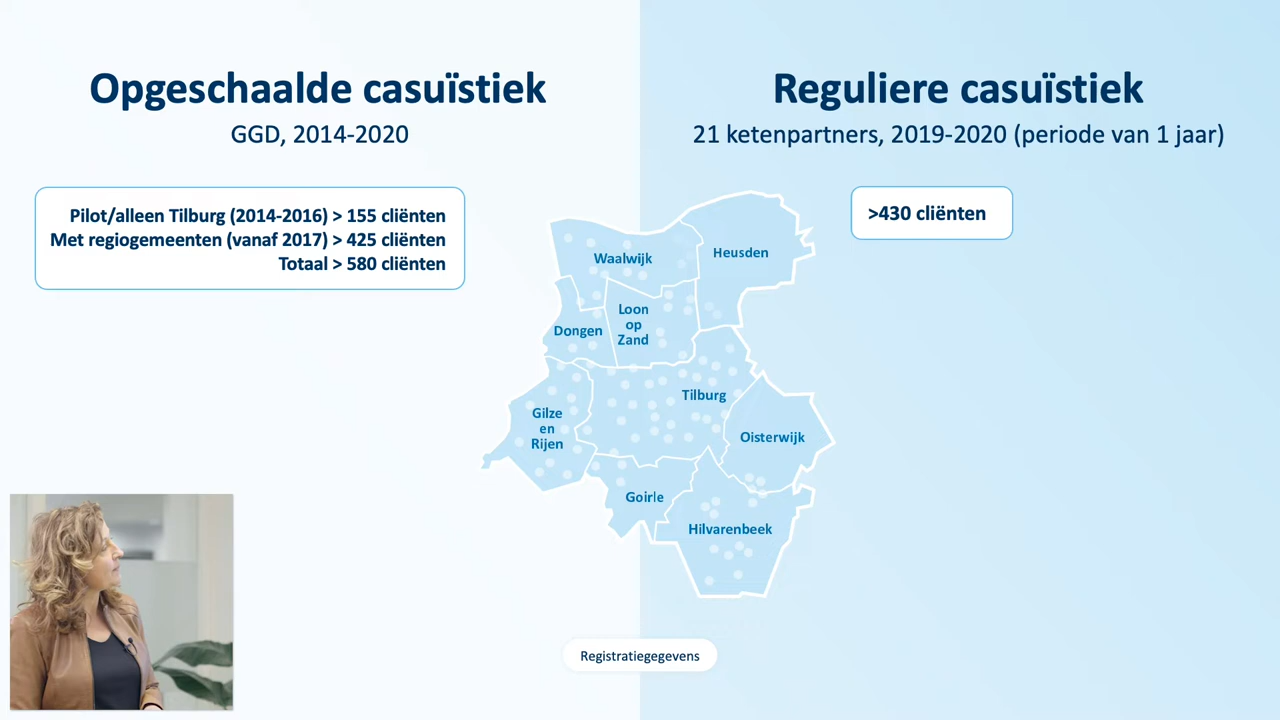 Opgeschaalde casuïstiek
GGD, 2014-2020
Pilot/alleen Tilburg (2014-2016) > 155 cliënten
Met regiogemeenten (vanaf 2017) > 425 cliënten
Totaal > 580 cliënten
Reguliere casuïstiek
21 ketenpartners, 2019-2020 (periode van 1 jaar)
>430 cliënten
Waalwijk
Heusden
Loon
op
Zand
Dongen
Tilburg
Gilze
en
Rijen
Oisterwijk
Goirle
Hilvarenbeek
Registratiegegevens